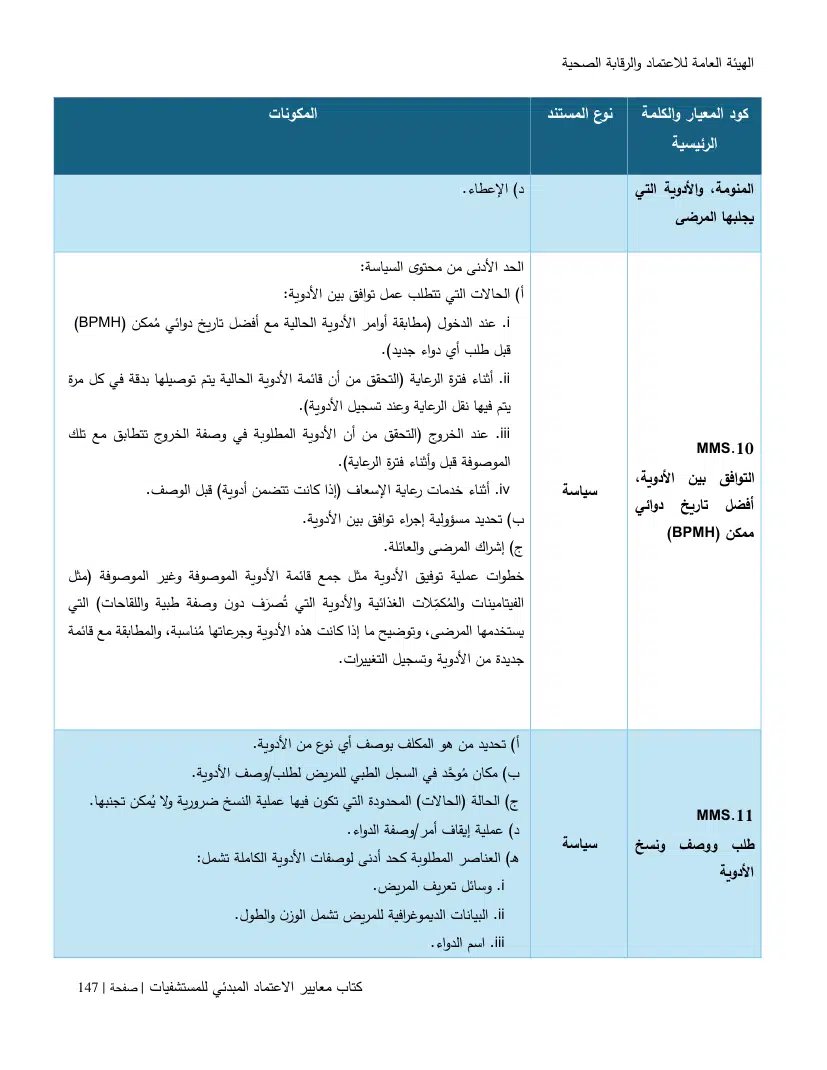 الهيئة العامة للاعتماد والرقابة الصحية
كود المعيار والكلمة
الرئيسية
نوع المستند
المكونات
المنومة، والأدوية التي
يجلبها المرضى
د) الإعطاء.
MMS.10
التوافق بين الأدوية،
أفضل تاريخ دوائي
ممكن (BPMH)
سياسة
الحد الأدنى من محتوى السياسة:
أ) الحالات التي تتطلب عمل توافق بين الأدوية:
i. عند الدخول (مطابقة أوامر الأدوية الحالية مع أفضل تاريخ دوائي مُمكن (BPMH)
قبل طلب أي دواء جديد).
ii. أثناء فترة الرعاية (التحقق من أن قائمة الأدوية الحالية يتم توصيلها بدقة في كل مرة
يتم فيها نقل الرعاية وعند تسجيل الأدوية).
iii. عند الخروج (التحقق من أن الأدوية المطلوبة في وصفة الخروج تتطابق مع تلك
الموصوفة قبل وأثناء فترة الرعاية).
iv. أثناء خدمات رعاية الإسعاف (إذا كانت تتضمن أدوية) قبل الوصف.
ب) تحديد مسؤولية إجراء توافق بين الأدوية.
ج) إشراك المرضى والعائلة.
خطوات عملية توفيق الأدوية مثل جمع قائمة الأدوية الموصوفة وغير الموصوفة (مثل
الفيتامينات والمُكمِّلات الغذائية والأدوية التي تُصرَف دون وصفة طبية واللقاحات) التي
يستخدمها المرضى، وتوضيح ما إذا كانت هذه الأدوية وجرعاتها مُناسبة، والمطابقة مع قائمة
جديدة من الأدوية وتسجيل التغييرات.
MMS.11
طلب ووصف ونسخ
الأدوية
سياسة
أ) تحديد من هو المكلف بوصف أي نوع من الأدوية.
ب) مكان مُوحَّد في السجل الطبي للمريض لطلب/وصف الأدوية.
ج) الحالة (الحالات) المحدودة التي تكون فيها عملية النسخ ضرورية ولا يُمكن تجنبها.
د) عملية إيقاف أمر/وصفة الدواء.
ه) العناصر المطلوبة كحد أدنى لوصفات الأدوية الكاملة تشمل:
i. وسائل تعريف المريض.
ii. البيانات الديموغرافية للمريض تشمل الوزن والطول.
iii. اسم الدواء.
كتاب معايير الاعتماد المبدئي للمستشفيات | صفحة | 147